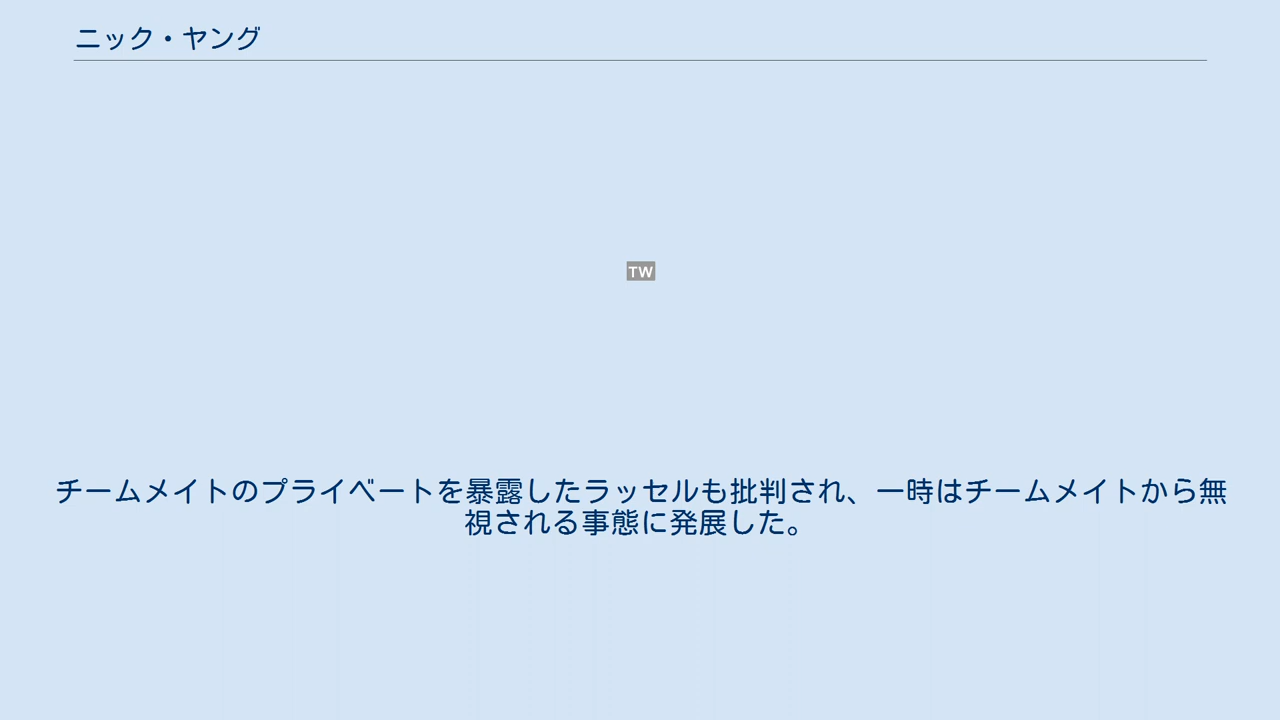 ニック・ヤング
TW
チームメイトのプライベートを暴露したラッセルも批判され、一時はチームメイトから無
視される事態に発展した。